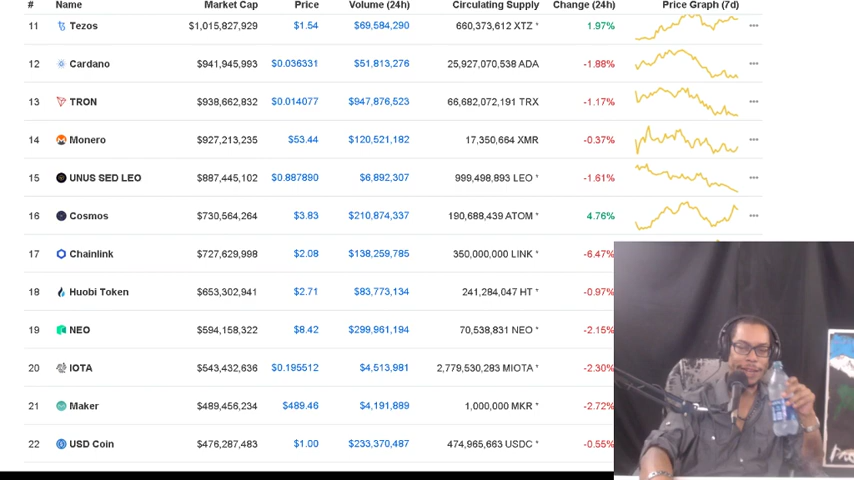 # Name Market Cap Price Volume (24h) Circulating Supply Change (24h) Price Graph (7d)
11 Tezos $1,015,827,929 $1.54 $69,584,290 660,373,612 XTZ * 1.97%
12 Cardano $941,945,993 $0.036331 $51,813,276 25,927,070,538 ADA -1.88%
13 TRON $938,662,832 $0.014077 $947,876,523 66,682,072,191 TRX -1.17%
14 Monero $927,213,235 $53.44 $120,521,182 17,350,664 XMR -0.37%
15 UNUS SED LEO $887,445,102 $0.887890 $6,892,307 999,498,893 LEO * -1.61%
16 Cosmos $730,564,264 $3.83 $210,874,337 190,688,439 ATOM * 4.76%
17 Chainlink $727,629,998 $2.08 $138,259,785 350,000,000 LINK * -6.47%
18 Huobi Token $653,302,941 $2.71 $83,773,134 241,284,047 HT * -0.97%
19 NEO $594,158,322 $8.42 $299,961,194 70,538,831 NEO * -2.15%
20 IOTA $543,432,636 $0.195512 $4,513,981 2,779,530,283 MIOTA * -2.30%
21 Maker $489,456,234 $489.46 $4,191,889 1,000,000 MKR * -2.72%
22 USD Coin $476,287,483 $1.00 $233,370,487 474,965,663 USDC * -0.55%